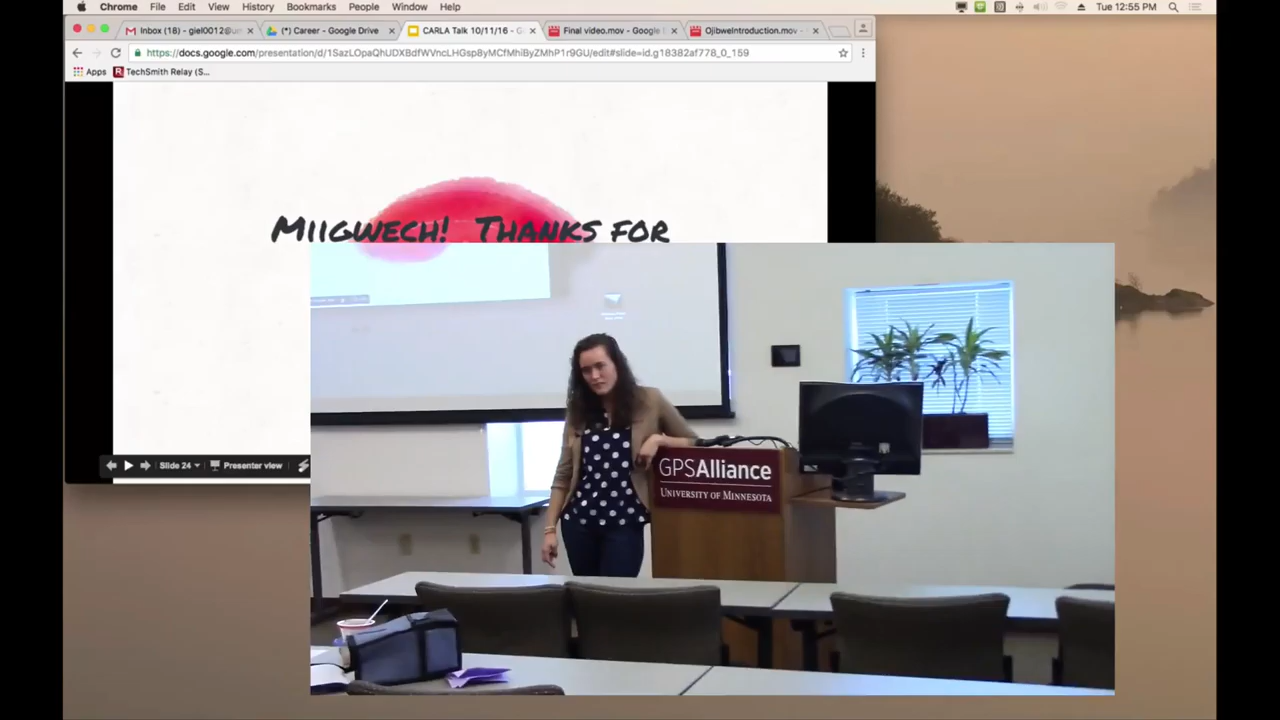 Chrome File Edit View History Bookmarks People Window Help Tue 12:55 PM
Inbox (18) - giel0012@um
(*) Career - Google Drive
CARLA Talk 10/11/16 - G
Final video.mov - Google
OjibweIntroduction.mov -
https://docs.google.com/presentation/d/1SazLOpaQhUDXBdfWVncLHGsp8yMCfMhiByZMhP1r9GU/edit#slide=id.g18382af778_0_159
Apps TechSmith Relay (S...
Miigwech! Thanks for
Slide 24 Presenter view
GPSAlliance
University of Minnesota